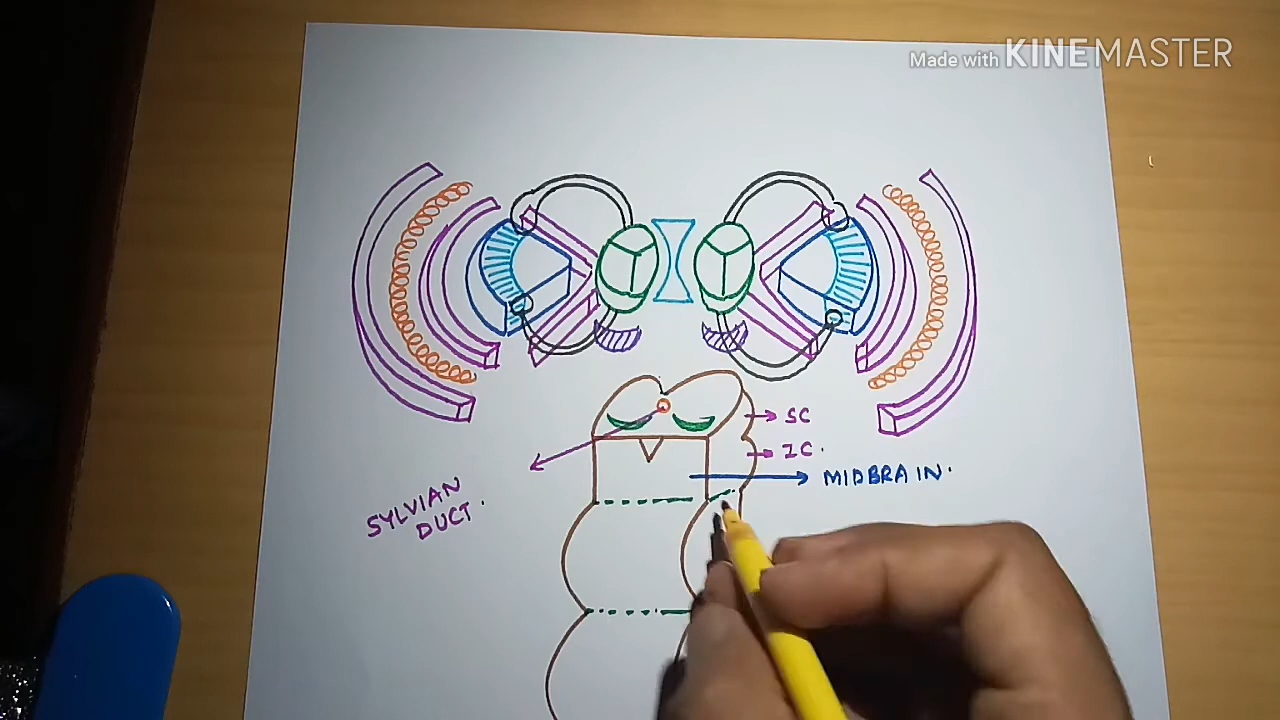 Made with KINEMASTER
SC
IC.
MIDBRAIN.
SYLVIAN
DUCT.